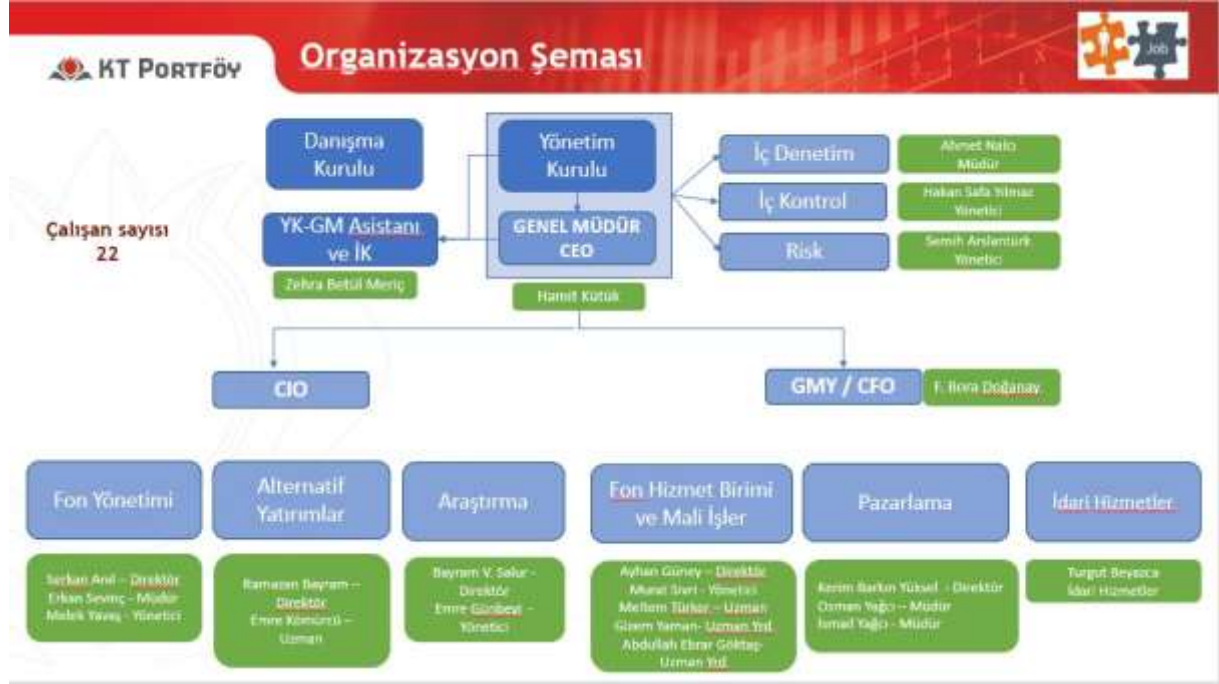 KT PORTFÖY
Organizasyon Şeması
Job
Danışma
Kurulu
Yönetim
Kurulu
İç Denetim
Ahmet Nalcı
Müdür
İç Kontrol
Hakan Safa Yılmaz
Yönetici
Çalışan sayısı
22
YK-GM Asistanı
ve İK
GENEL MÜDÜR
CEO
Risk
Semih Arslantürk
Yönetici
Zehra Betül Meriç
Hamit Kütük
CIO
GMY / CFO
F. Bora Doğanay
Fon Yönetimi
Alternatif
Yatırımlar
Araştırma
Fon Hizmet Birimi
ve Mali İşler
Pazarlama
İdari Hizmetler
Serkan Anıl – Direktör
Erkan Sevinç – Müdür
Melek Yavaş - Yönetici
Ramazan Bayram –
Direktör
Emre Kömürcü –
Uzman
Bayram V. Salur -
Direktör
Emre Günbeyi –
Yönetici
Ayhan Güney – Direktör
Murat - Yönetici
Meltem Türker – Uzman
Gizem Yaman- Uzman Yrd.
Abdullah Ebrar Göktaş-
Uzman Yrd.
Kerim Barkın Yüksel - Direktör
Osman Yağcı – Müdür
İsmail Yağcı - Müdür
Turgut Beyazca
İdari Hizmetler